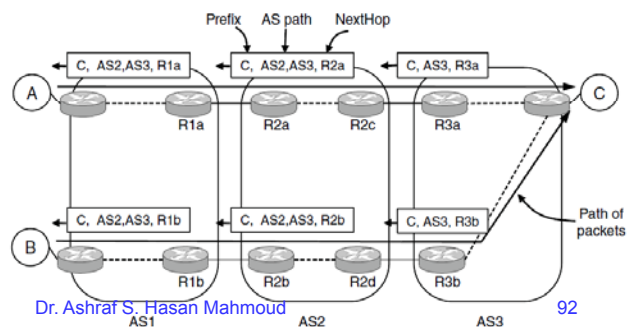 Prefix AS path NextHop
C, AS2,AS3, R1a C, AS2,AS3, R2a C, AS3, R3a
A C
R1a R2a R2c R3a
C, AS2,AS3, R1b C, AS2,AS3, R2b C, AS3, R3b
Path of
packets
B
R1b R2b R2d R3b
Dr. Ashraf S. Hasan Mahmoud 92
AS1 AS2 AS3